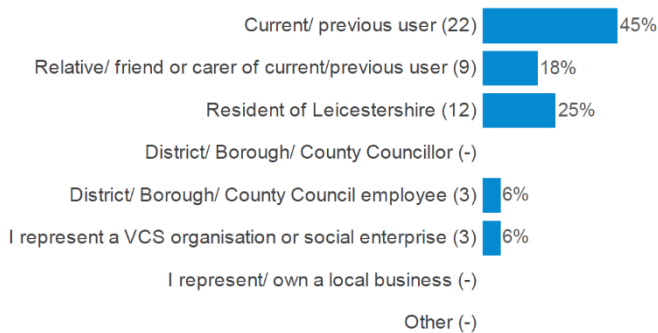 Current/ previous user (22) 45%
Relative/ friend or carer of current/previous user (9) 18%
Resident of Leicestershire (12) 25%
District/ Borough/ County Councillor (-)
District/ Borough/ County Council employee (3) 6%
I represent a VCS organisation or social enterprise (3) 6%
I represent/ own a local business (-)
Other (-)